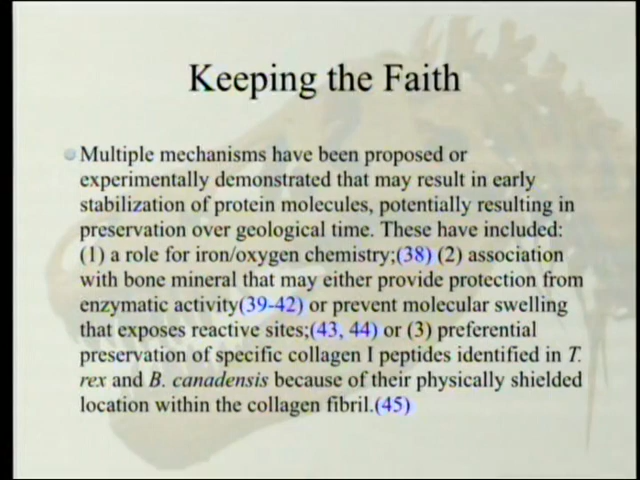 Keeping the Faith
Multiple mechanisms have been proposed or
experimentally demonstrated that may result in early
stabilization of protein molecules, potentially resulting in
preservation over geological time. These have included:
(1) a role for iron/oxygen chemistry;(38) (2) association
with bone mineral that may either provide protection from
enzymatic activity(39-42) or prevent molecular swelling
that exposes reactive sites;(43, 44) or (3) preferential
preservation of specific collagen I peptides identified in T.
rex and B. canadensis because of their physically shielded
location within the collagen fibril.(45)